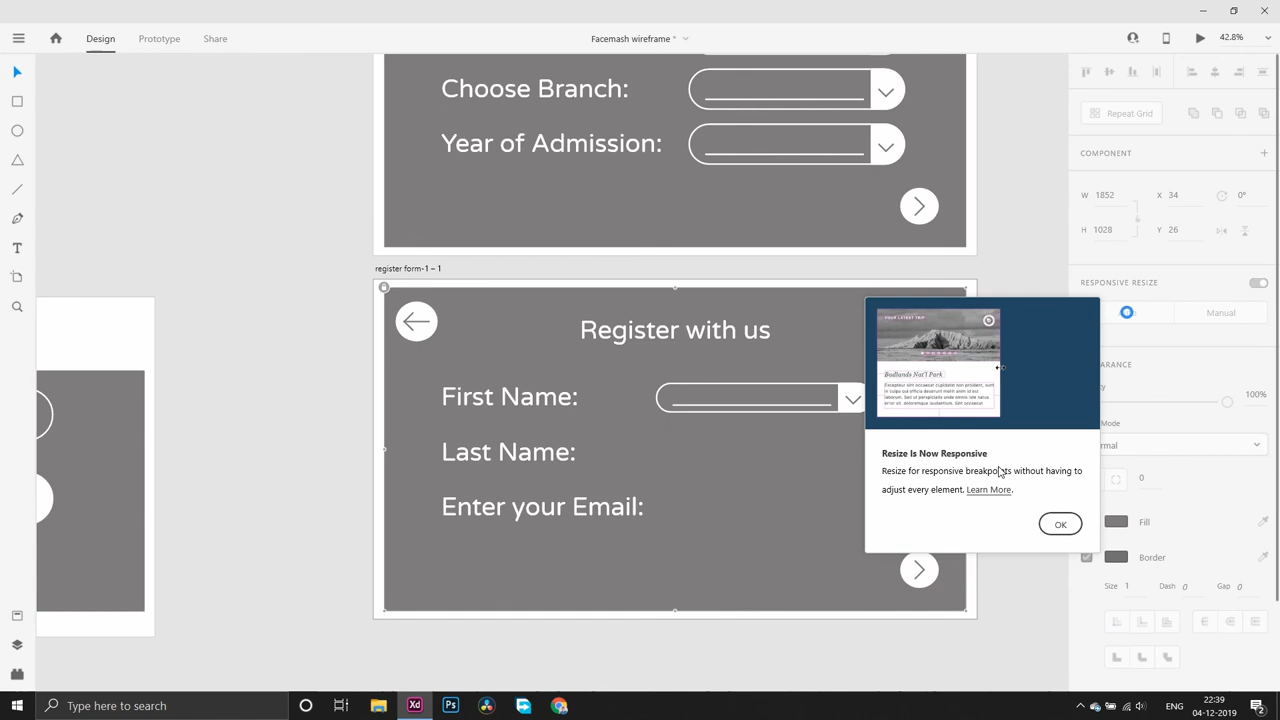 Design
Prototype
Share
Facemash wireframe *
42.8%
Choose Branch:
Year of Admission:
Repeat Grid
COMPONENT
W 1852
X 34
0°
H 1028
Y 26
register form-1 – 1
RESPONSIVE RESIZE
Manual
Register with us
First Name:
Last Name:
Enter your Email:
YOUR LATEST TRIP
Badlands Nat'l Park
Resize Is Now Responsive
Resize for responsive breakpoints without having to
adjust every element. Learn More.
OK
100%
Mode
0
Fill
Border
Size 1
Dash 0
Gap 0
Type here to search
22:39
04-12-2019
2